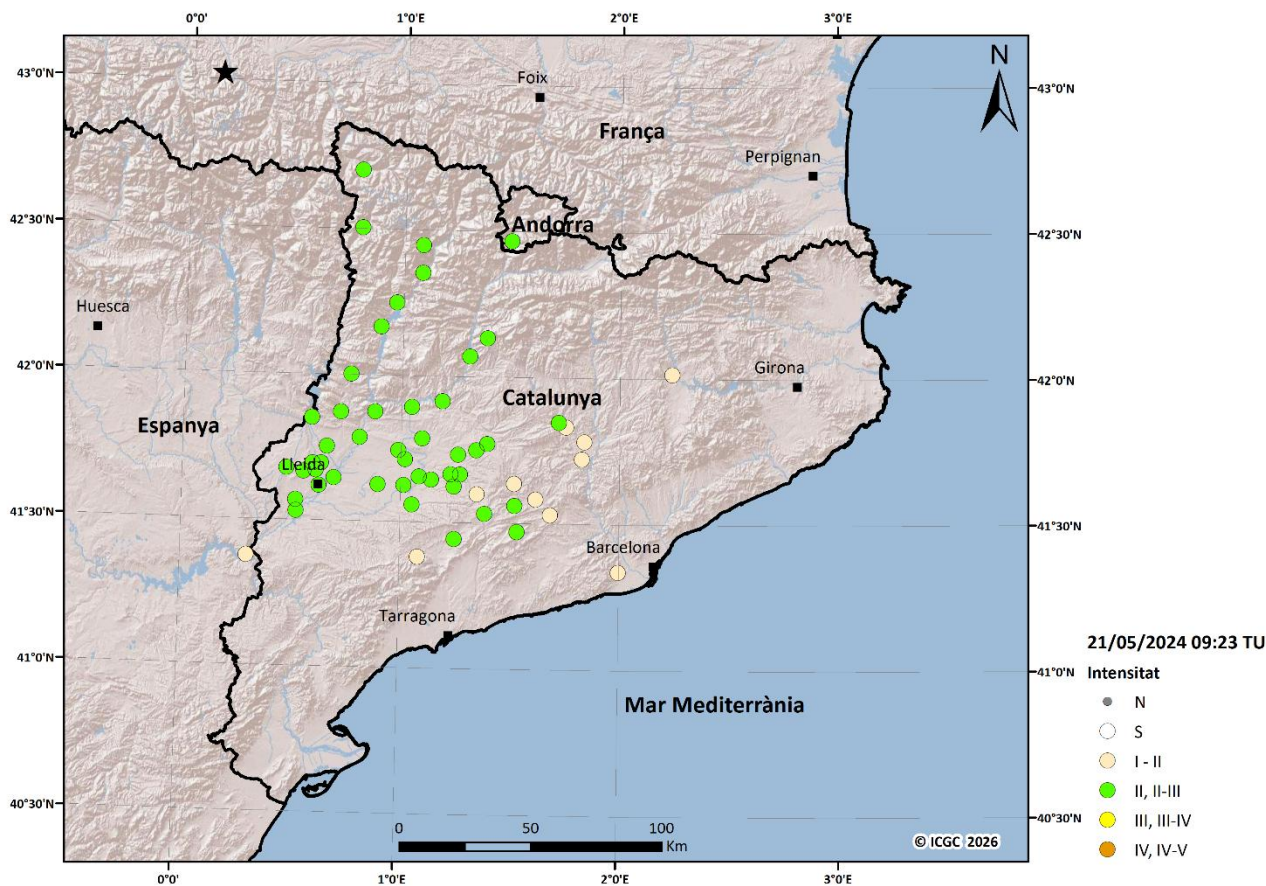 0°0'
1°0'E
2°0'E
3°0'E
43°0'N
43°0'N
N
Foix
França
Perpignan
42°30'N
42°30'N
Andorra
Huesca
42°0'N
42°0'N
Girona
Catalunya
Espanya
Lleida
41°30'N
41°30'N
Barcelona
Tarragona
41°0'N
41°0'N
Mar Mediterrània
40°30'N
40°30'N
0
50
100
Km
© ICGC 2026
0°0'
1°0'E
2°0'E
3°0'E
21/05/2024 09:23 TU
Intensitat
N
S
I - II
II, II-III
III, III-IV
IV, IV-V